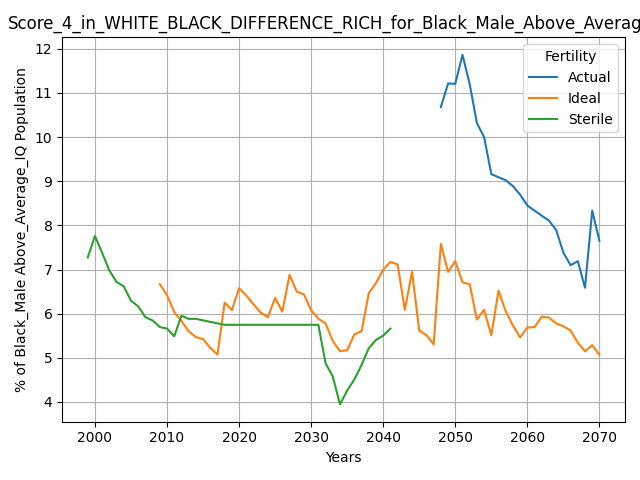 Score_4_in_WHITE_BLACK_DIFFERENCE_RICH_for_Black_Male_Above_Averag
% of Black_Male Above_Average_IQ Population
12
11
10
9
8
7
6
5
4
Fertility
Actual
Ideal
Sterile
2000 2010 2020 2030 2040 2050 2060 2070
Years